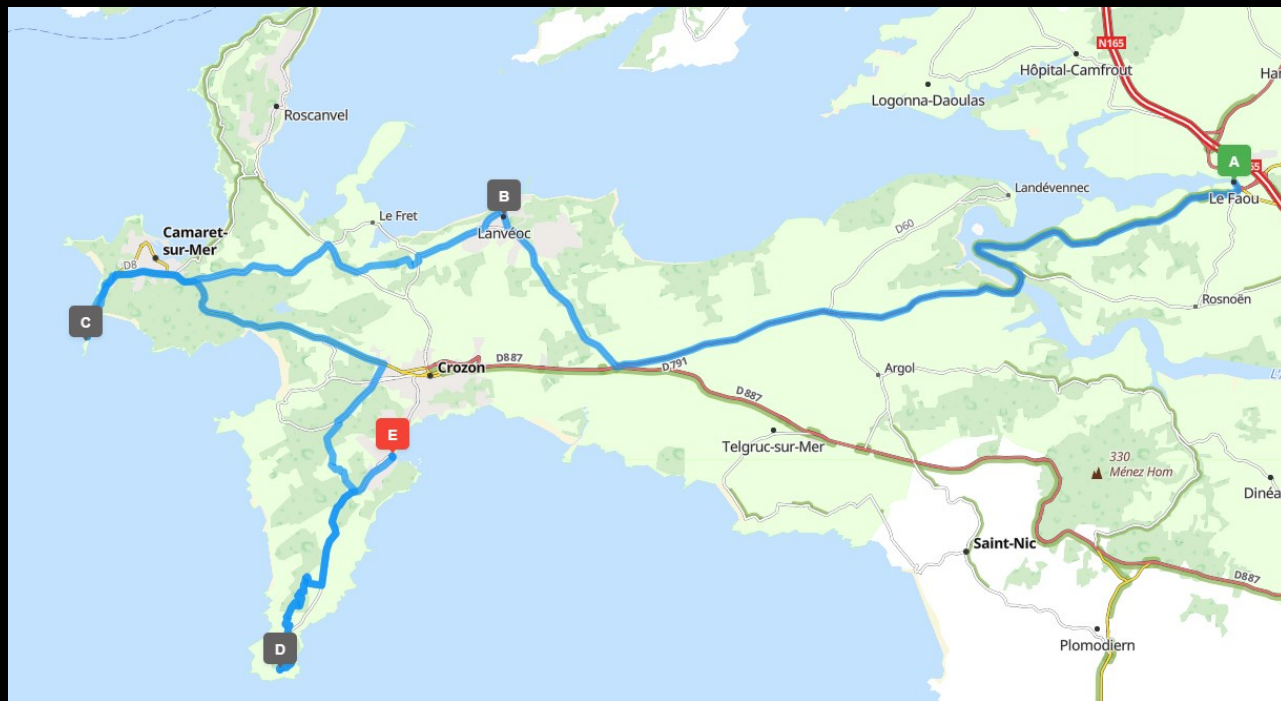 N165
Hôpital-Camfrout
Logonna-Daoulas
Roscanvel
A
Le Faou
Landévennec
B
Le Fret
Lanvéoc
D60
Camaret-
sur-Mer
D8
Rosnoën
C
D887
D791
Crozon
Argol
D887
E
Telgruc-sur-Mer
330
Ménez Hom
Saint-Nic
D887
D
Plomodiern